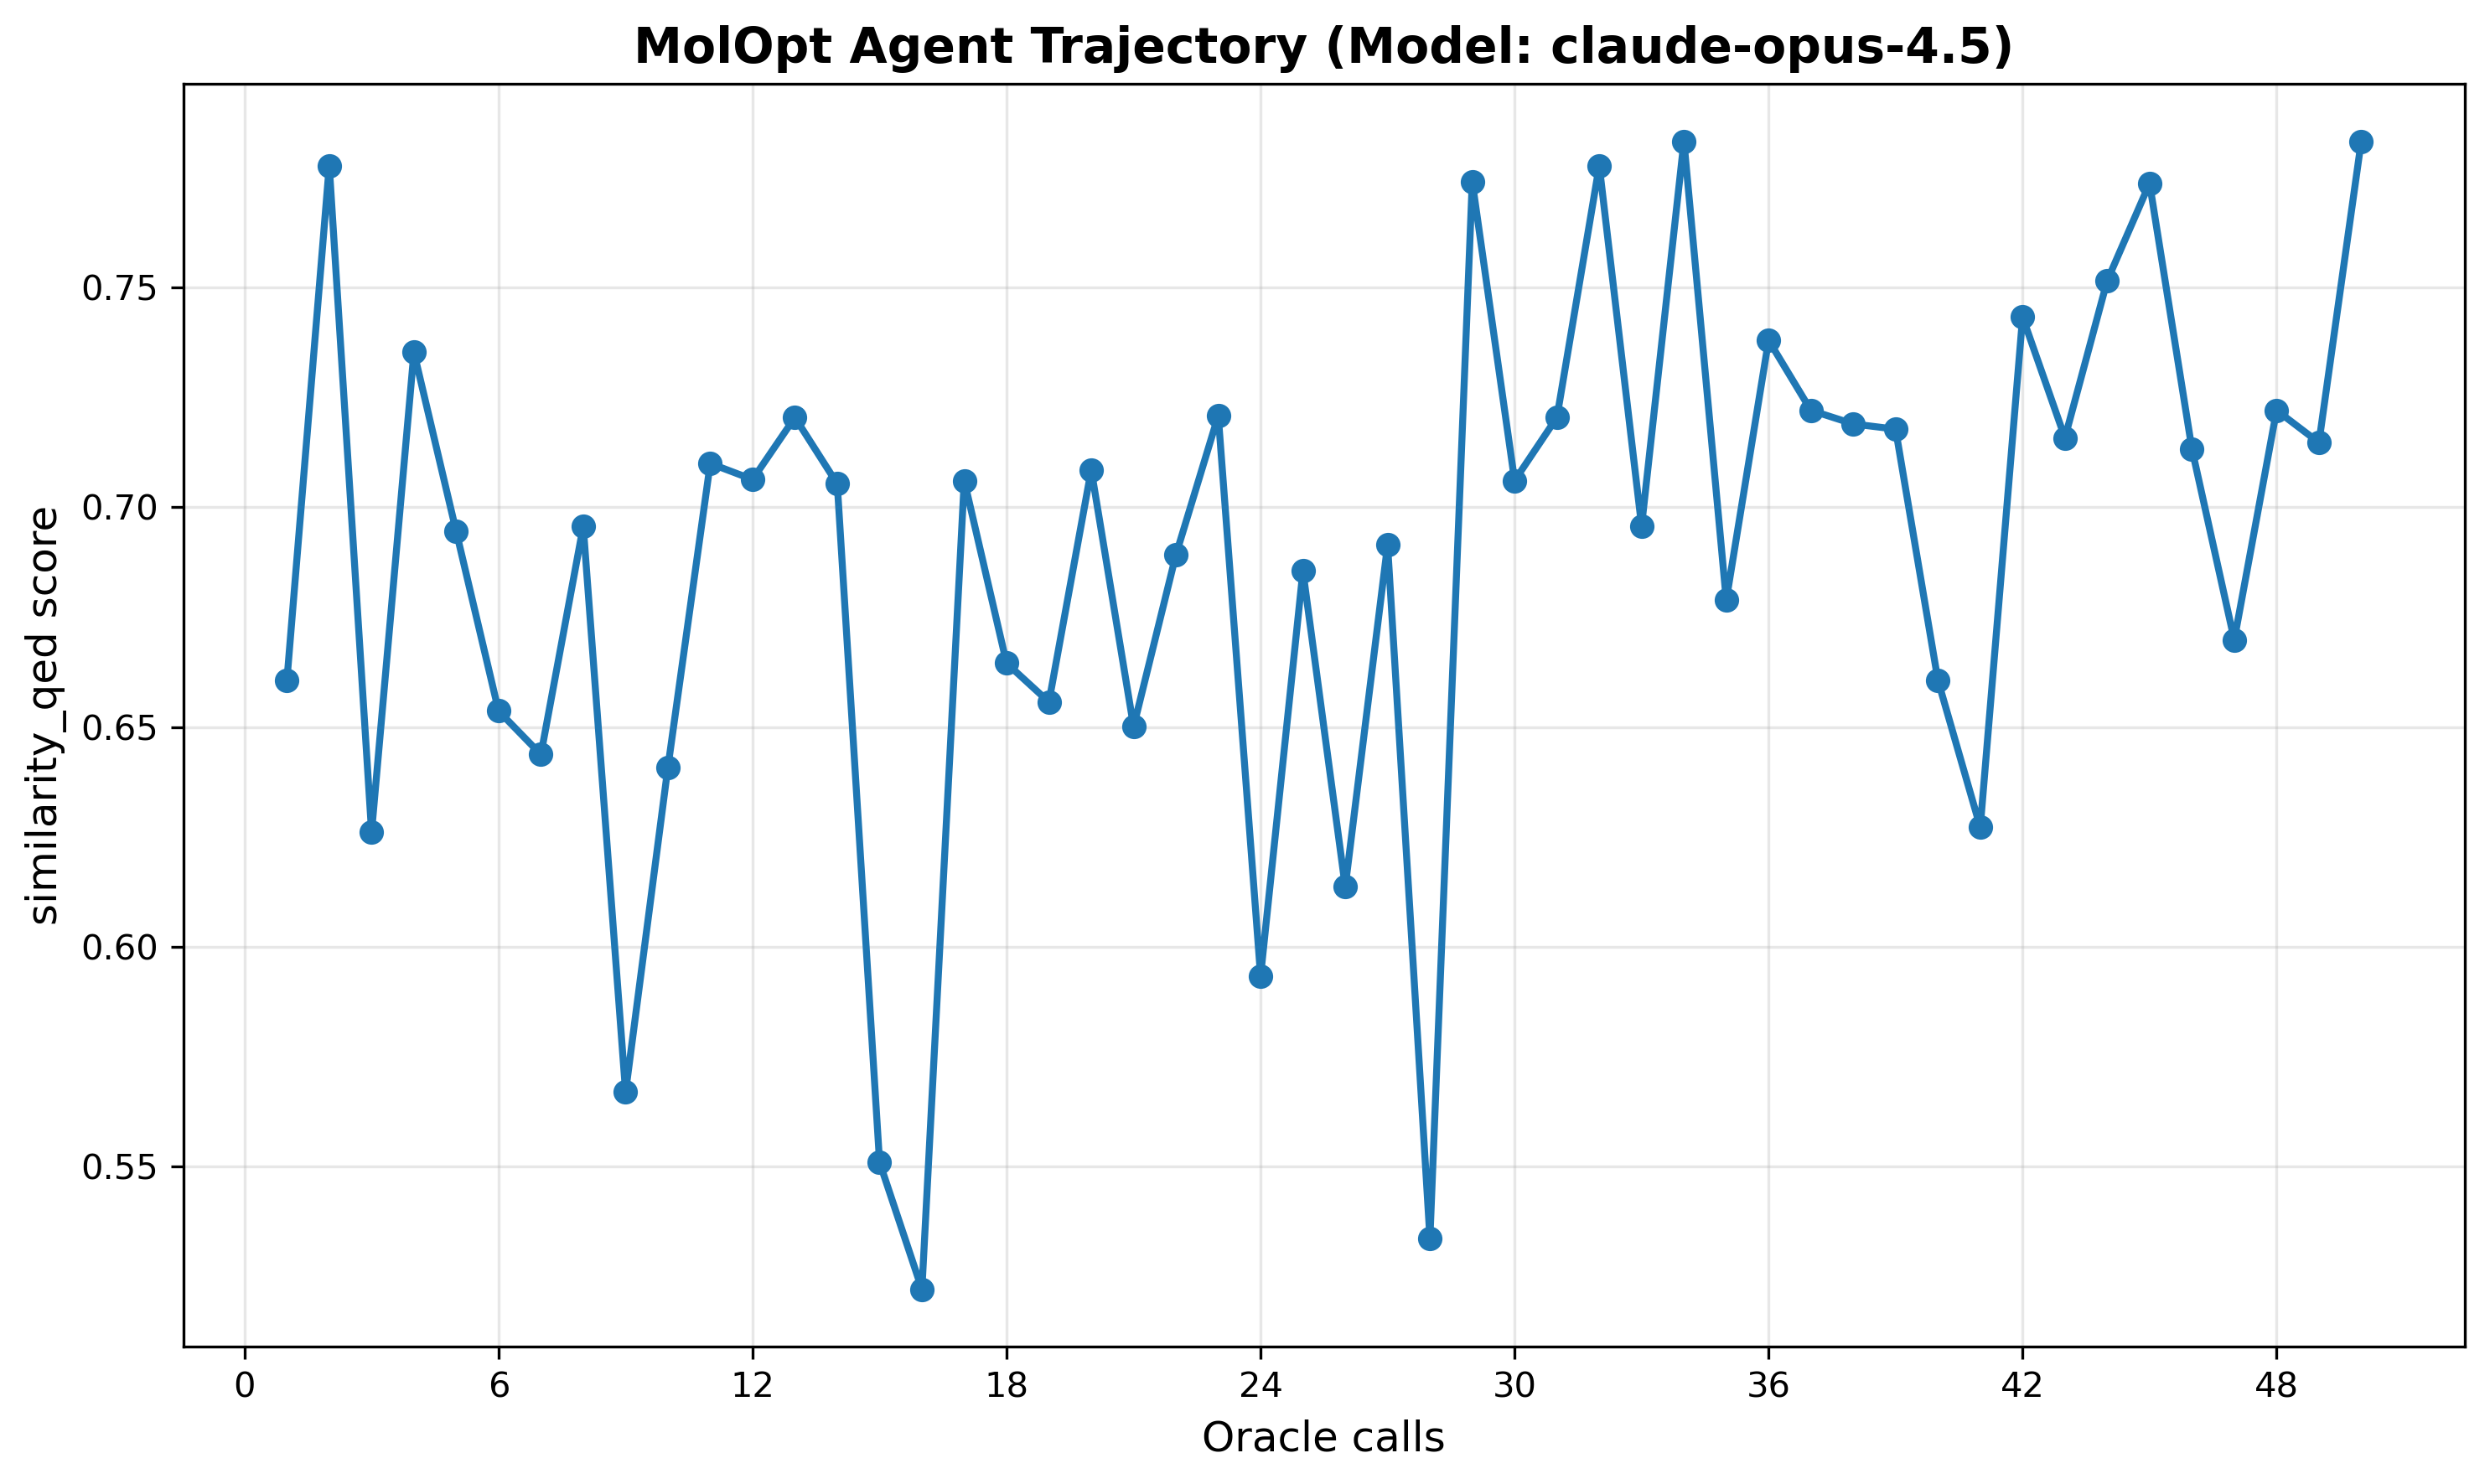 MolOpt Agent Trajectory (Model: claude-opus-4.5)
similarity_qed score
0.75
0.70
0.65
0.60
0.55
0 6 12 18 24 30 36 42 48
Oracle calls